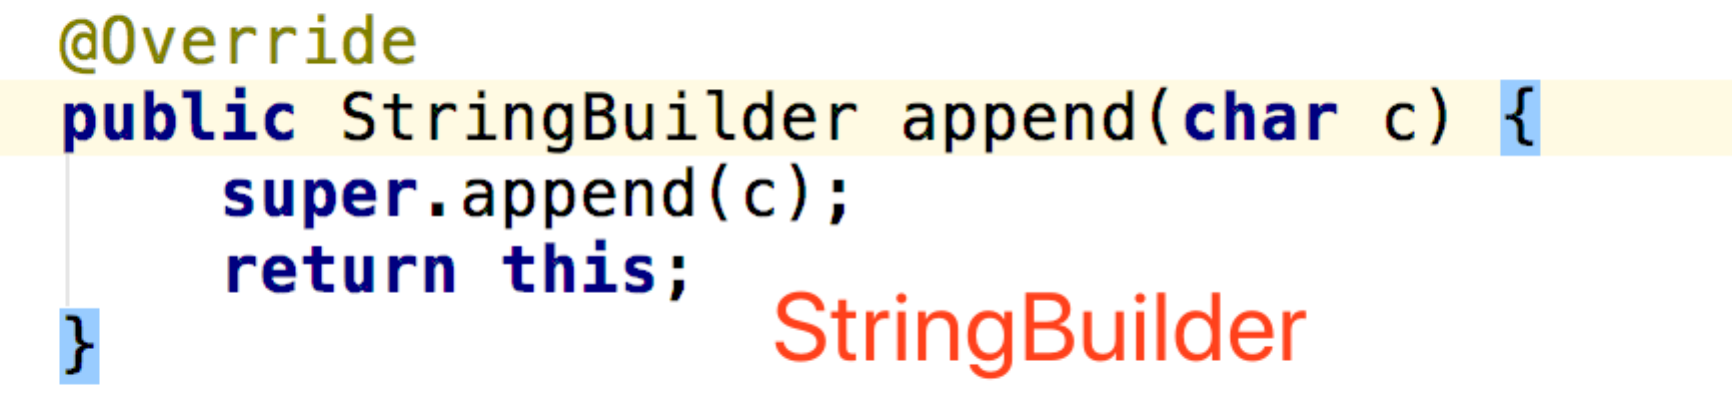 @Override
public StringBuilder append(char c) {
super.append(c);
return this;
StringBuilder
}